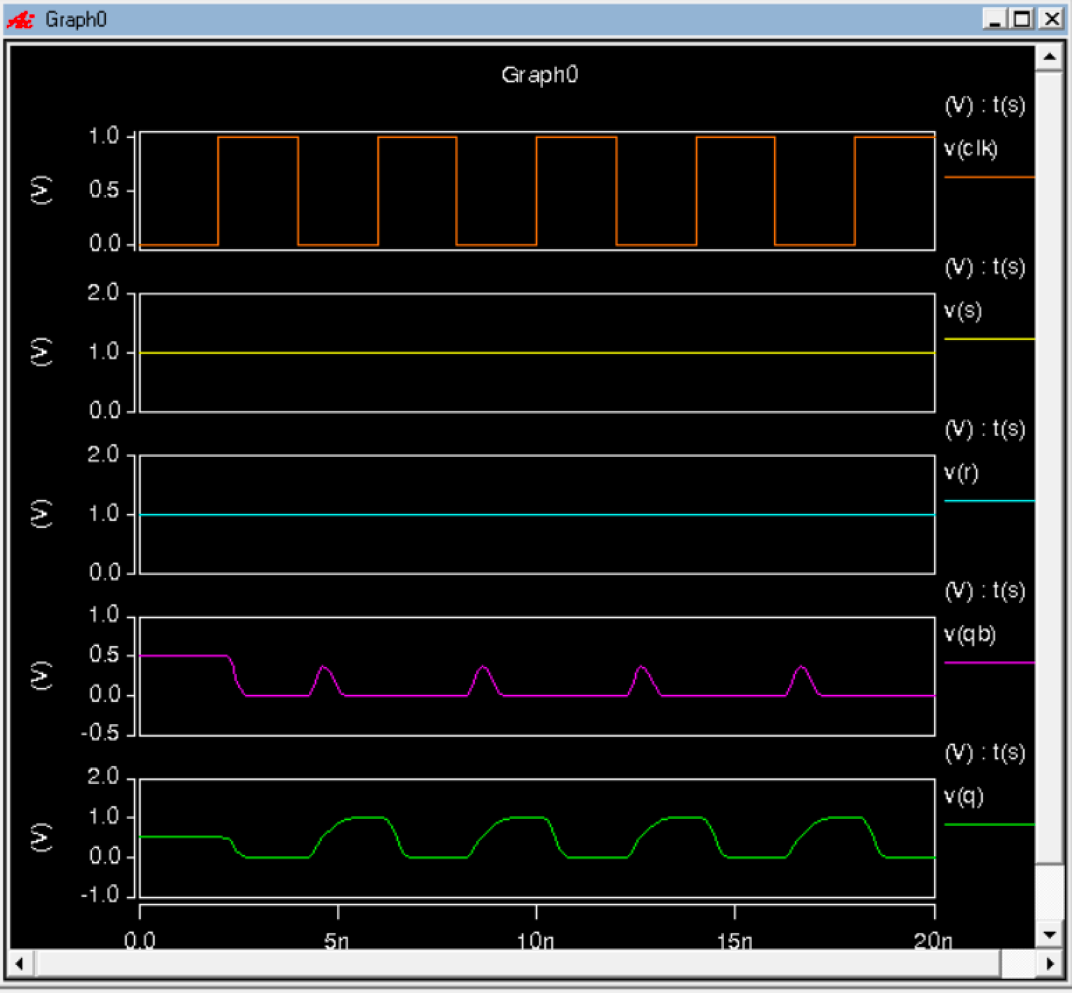 Graph0
Graph0
(V) : t(s)
v(clk)
1.0
0.5
0.0
(V)
(V) : t(s)
v(s)
2.0
1.0
0.0
(V)
(V) : t(s)
v(r)
2.0
1.0
0.0
(V)
(V) : t(s)
v(qb)
1.0
0.5
0.0
-0.5
(V)
(V) : t(s)
v(q)
2.0
1.0
0.0
-1.0
(V)
0.0 5n 10n 15n 20n